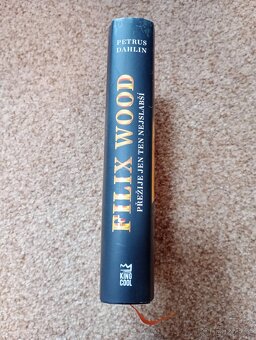 PETRUS
DAHLIN
FILIX WOOD
PŘEŽIJE JEN TEN NEJSLABŠÍ
KING
COOL